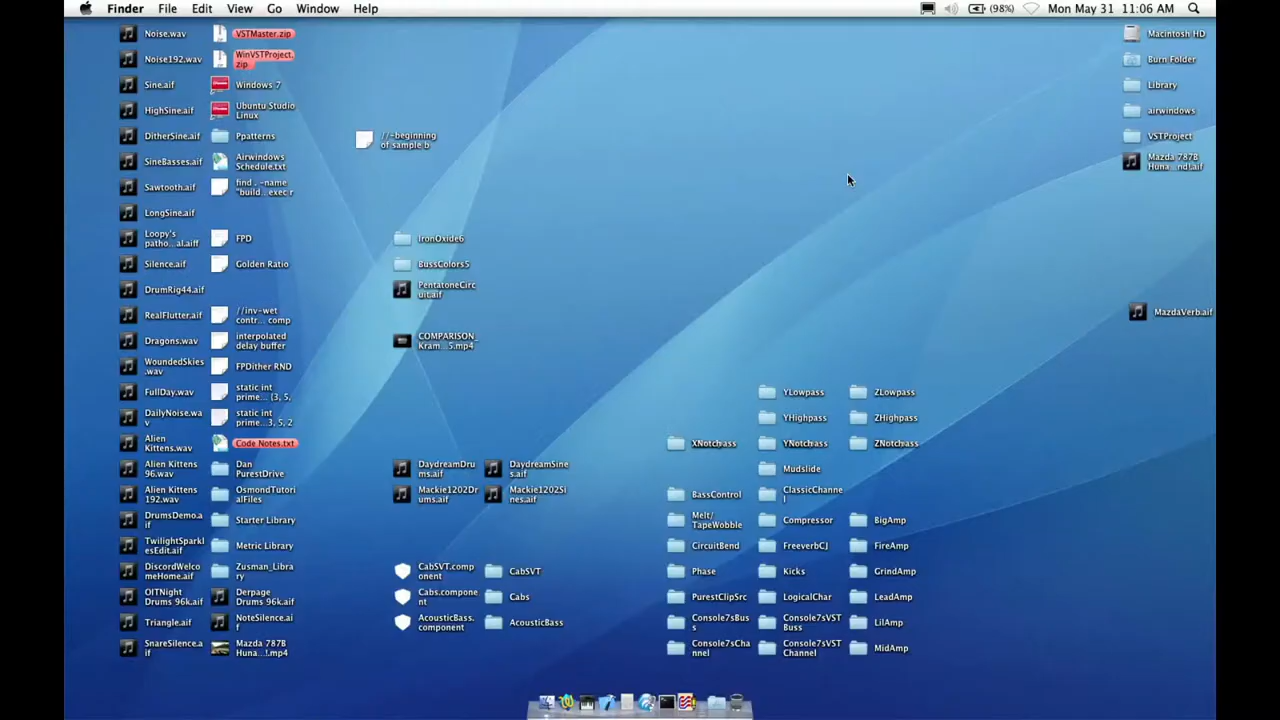 Finder File Edit View Go Window Help (98%) Mon May 31 11:06 AM
Noise.wav
Noise192.wav
Sine.aif
HighSine.aif
DitherSine.aif
SineBasses.aif
Sawtooth.aif
LongSine.aif
Loopy's
patho...al.aiff
Silence.aif
DrumRig44.aif
RealFlutter.aif
Dragons.wav
WoundedSkies
.wav
FullDay.wav
DailyNoise.wa
v
Alien
Kittens.wav
Alien Kittens
96.wav
Alien Kittens
192.wav
DrumsDemo.a
if
TwilightSparkl
esEdit.aif
DiscordWelco
meHome.aif
OITNight
Drums 96k.aif
Triangle.aif
SnareSilence.a
if
VSTMaster.zip
WinVSTProject.
zip
Windows 7
Ubuntu Studio
Linux
Ppatterns
Airwindows
Schedule.txt
find . -name
"build... exec r
FPD
Golden Ratio
//inv-wet
contr... comp
interpolated
delay buffer
FPDither RND
static int
prime... {3, 5,
static int
prime...3, 5, 2
Code Notes.txt
Dan
PurestDrive
OsmondTutori
alFiles
Starter Library
Metric Library
Zusman_Libra
ry
Derpage
Drums 96k.aif
NoteSilence.ai
f
Mazda 787B
Huna...!.mp4
//-beginning
of sample b
IronOxide6
BussColors5
PentatoneCirc
uit.aif
COMPARISON_
Kram...5.mp4
DaydreamDru
ms.aif
Mackie1202Dr
ums.aif
DaydreamSine
s.aif
Mackie1202Si
nes.aif
CabSVT.comp
onent
Cabs.compone
nt
AcousticBass.
component
CabSVT
Cabs
AcousticBass
XNotchpass
BassControl
Melt/
TapeWobble
CircuitBend
Phase
PurestClipSrc
Console7sBus
s
Console7sCha
nnel
YLowpass
YHighpass
YNotchpass
Mudslide
ClassicChanne
l
Compressor
FreeverbCJ
Kicks
LogicalChar
Console7sVST
Buss
Console7sVST
Channel
ZLowpass
ZHighpass
ZNotchpass
BigAmp
FireAmp
GrindAmp
LeadAmp
LilAmp
MidAmp
Macintosh HD
Burn Folder
Library
airwindows
VSTProject
Mazda 787B
Huna...nd!.aif
MazdaVerb.aif